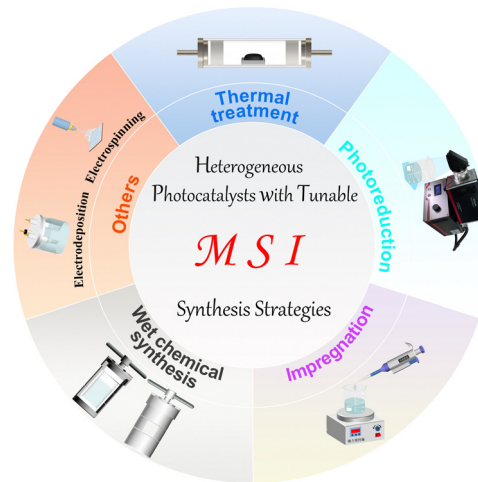 Thermal
treatment
Photoreduction
Impregnation
Wet chemical
synthesis
Others
Electrospinning
Electrodeposition
Heterogeneous
Photocatalysts with Tunable
M S I
Synthesis Strategies